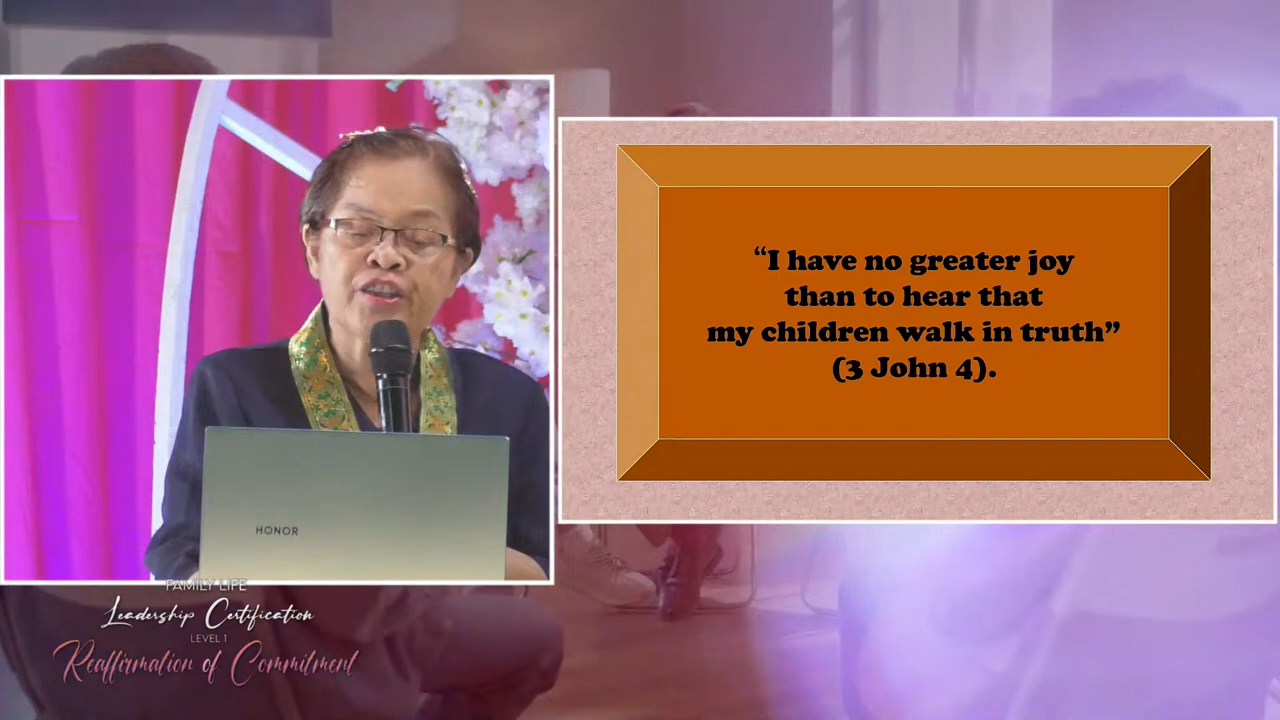 “I have no greater joy
than to hear that
my children walk in truth”
(3 John 4).
HONOR
FAMILY LIFE
Leadership Certification
LEVEL 1
Reaffirmation of Commitment